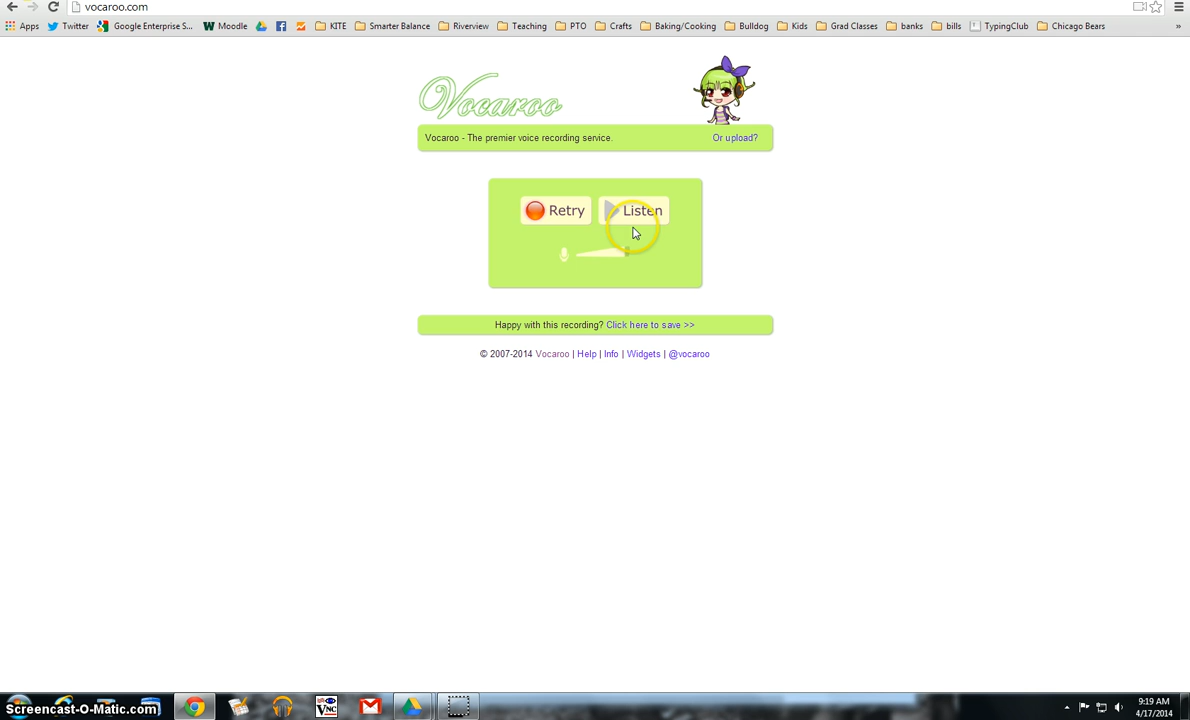 vocaroo.com
Apps Twitter Google Enterprise S... Moodle KITE Smarter Balance Riverview Teaching PTO Crafts Baking/Cooking Bulldog Kids Grad Classes banks bills TypingClub Chicago Bears »
Vocaroo
Vocaroo - The premier voice recording service. Or upload?
Retry Listen
Happy with this recording? Click here to save >>
© 2007-2014 Vocaroo | Help | Info | Widgets | @vocaroo
Screencast-O-Matic.com
VNC
9:19 AM
4/17/2014